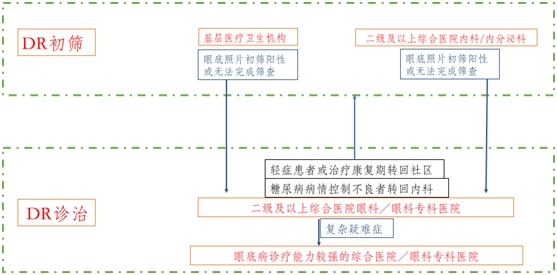 DR初筛
基层医疗卫生机构
眼底照片初筛阳性
或无法完成筛查
二级及以上综合医院内科/内分泌科
眼底照片初筛阳性
或无法完成筛查
DR诊治
轻症患者或治疗康复期转回社区
糖尿病病情控制不良者转回内科
二级及以上综合医院眼科／眼科专科医院
复杂疑难症
眼底病诊疗能力较强的综合医院／眼科专科医院